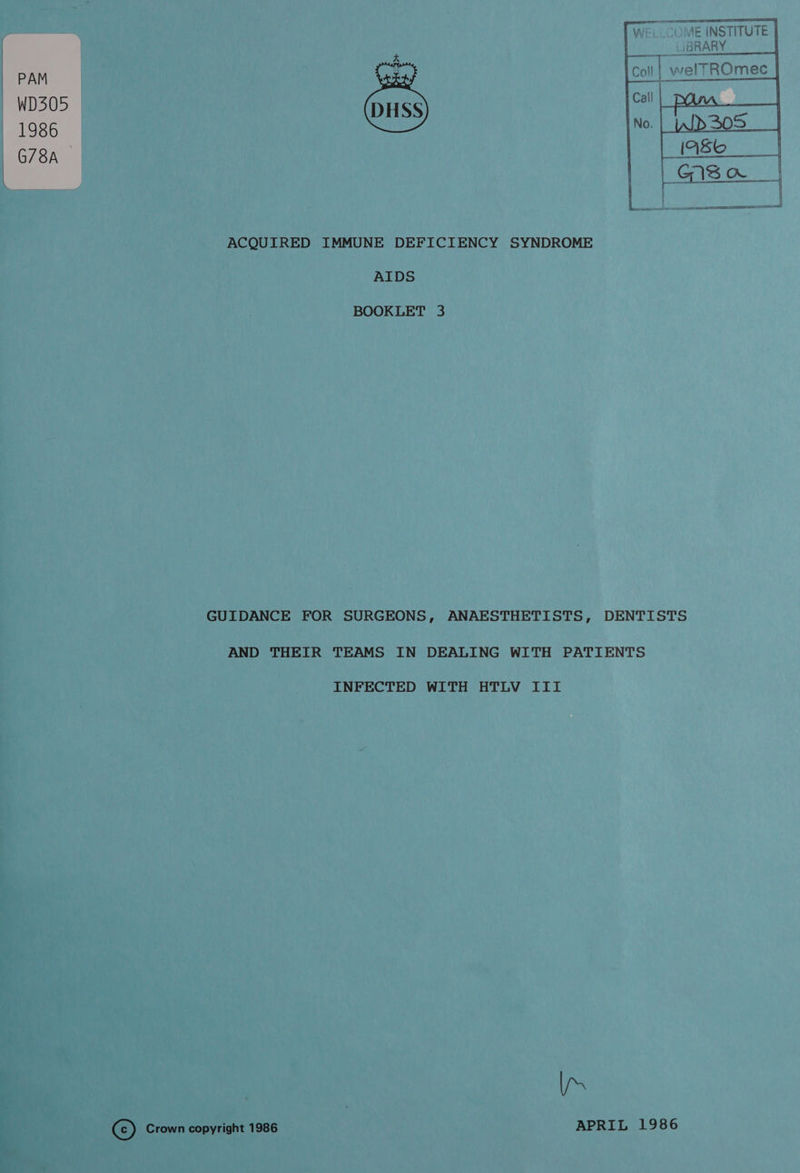 PAM
WD305
1986
G78A
DHSS
WELLCOME INSTITUTE
LIBRARY
Coll welTROmec
Call pam
No. WD305
1986
G78a
ACQUIRED IMMUNE DEFICIENCY SYNDROME
AIDS
BOOKLET 3
GUIDANCE FOR SURGEONS, ANAESTHETISTS, DENTISTS
AND THEIR TEAMS IN DEALING WITH PATIENTS
INFECTED WITH HTLV III
© Crown copyright 1986
APRIL 1986